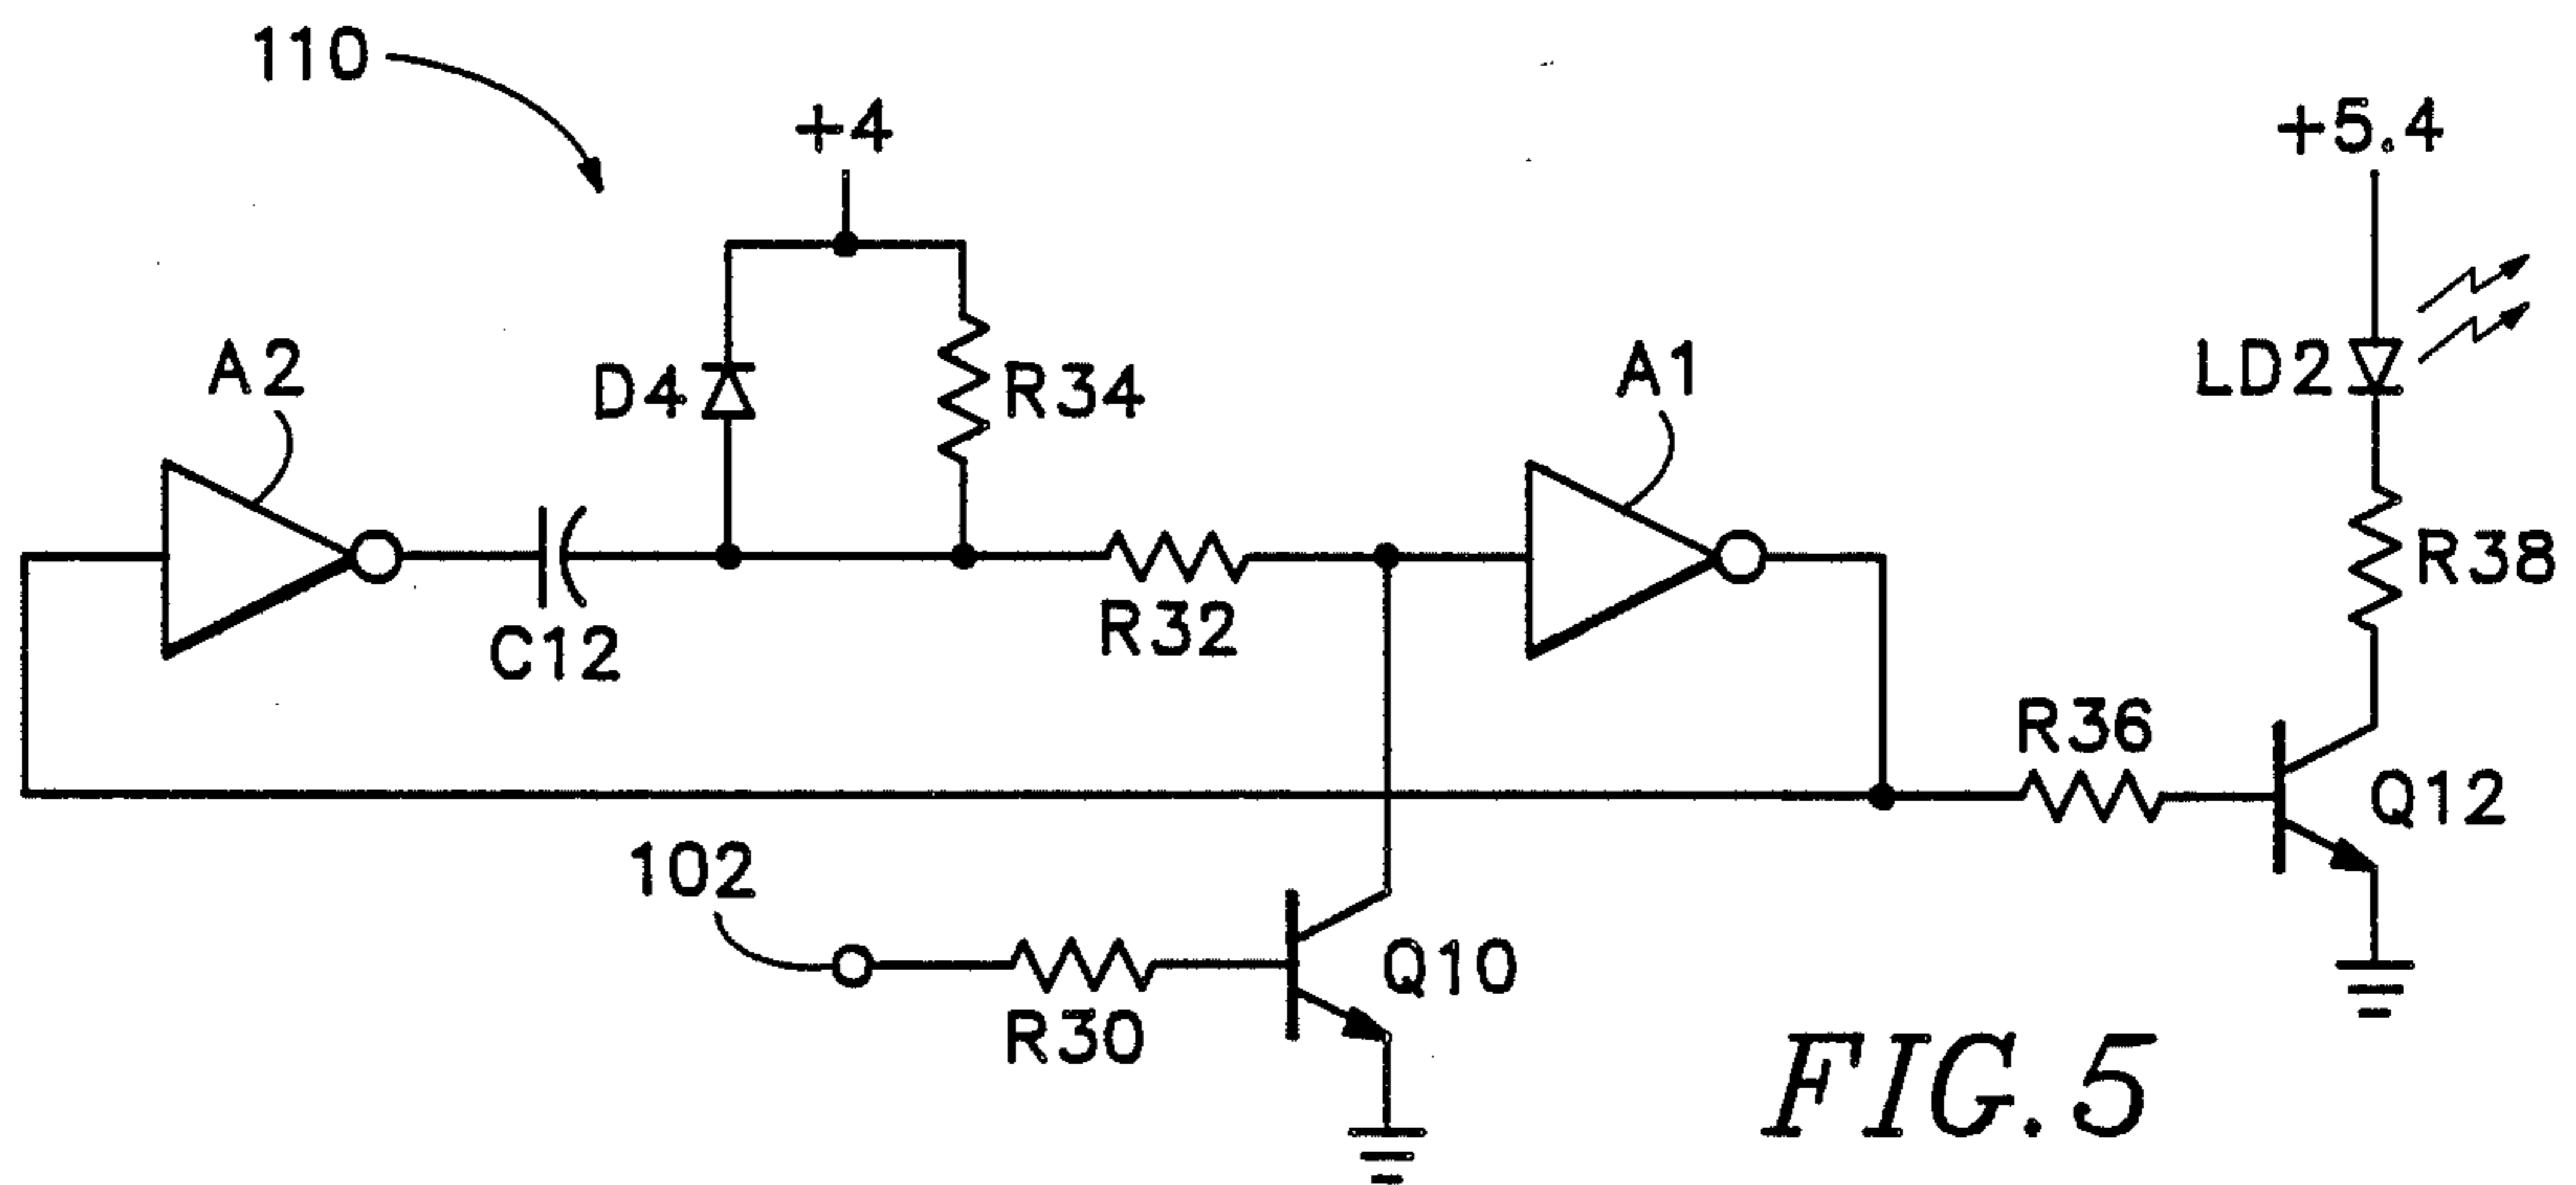 110
+4
+5.4
A2
D4
R34
A1
LD2
R38
C12
R32
R36
Q12
102
R30
Q10
FIG. 5